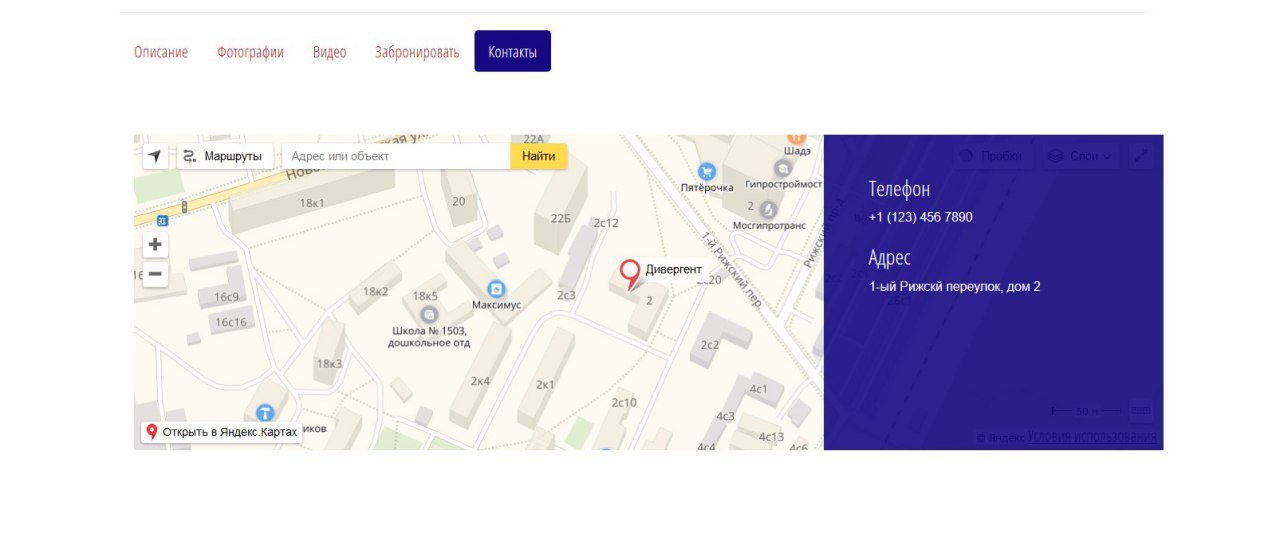 Описание Фотографии Видео Забронировать Контакты
22А
Маршруты Адрес или объект Найти
Шадэ
Пробки Слои
Пятёрочка Гипростроймост
Телефон
18к1 20 22Б 2с12 2
Мосгипротранс
+1 (123) 456 7890
1-й Рижский пер.
Дивергент
Адрес
16с9 18к2 18к5 Максимус 2с3 2
1-ый Рижскй переулок, дом 2
16с16
Школа № 1503,
дошкольное отд
2с2
18к3
2к4 2к1 4с1
2с10 4с3
50 м
Открыть в Яндекс.Картах
4с4 4с13 4с6
© Яндекс Условия использования